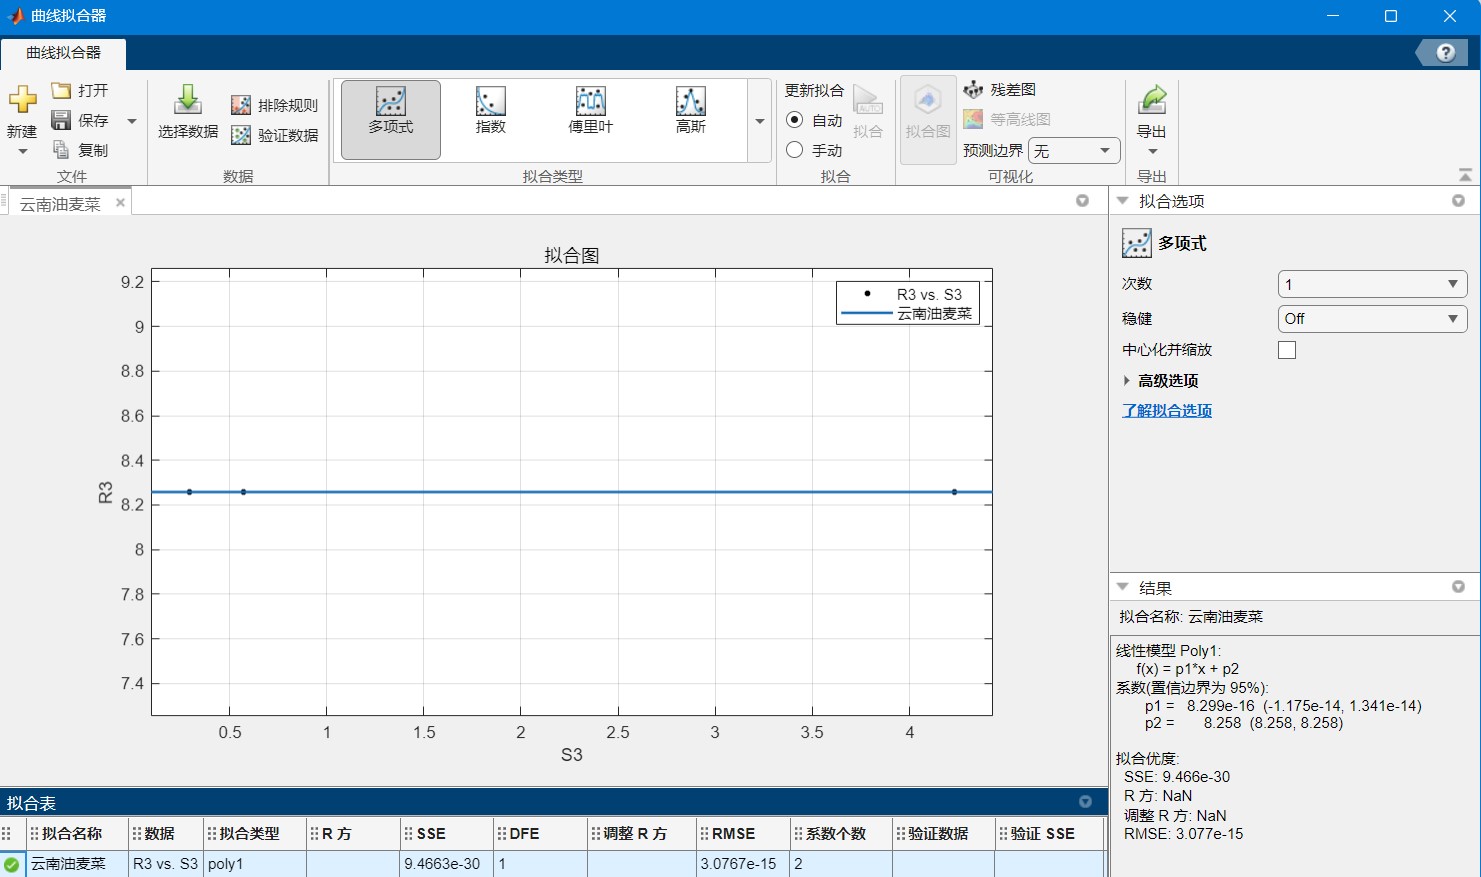 曲线拟合器
曲线拟合器
新建
打开
保存
复制
文件
选择数据
排除规则
验证数据
数据
多项式
指数
傅里叶
高斯
拟合类型
更新拟合
自动
手动
AUTO
拟合
拟合
拟合图
残差图
等高线图
预测边界 无
可视化
导出
导出
云南油麦菜
拟合图
R3 vs. S3
云南油麦菜
9.2
9
8.8
8.6
8.4
8.2
8
7.8
7.6
7.4
R3
0.5 1 1.5 2 2.5 3 3.5 4
S3
拟合选项
多项式
次数 1
稳健 Off
中心化并缩放
高级选项
了解拟合选项
结果
拟合名称: 云南油麦菜
线性模型 Poly1:
f(x) = p1*x + p2
系数(置信边界为 95%):
p1 = 8.299e-16 (-1.175e-14, 1.341e-14)
p2 = 8.258 (8.258, 8.258)
拟合优度:
SSE: 9.466e-30
R 方: NaN
调整 R 方: NaN
RMSE: 3.077e-15
拟合表
拟合名称 数据 拟合类型 R 方 SSE DFE 调整 R 方 RMSE 系数个数 验证数据 验证 SSE
云南油麦菜 R3 vs. S3 poly1 9.4663e-30 1 3.0767e-15 2